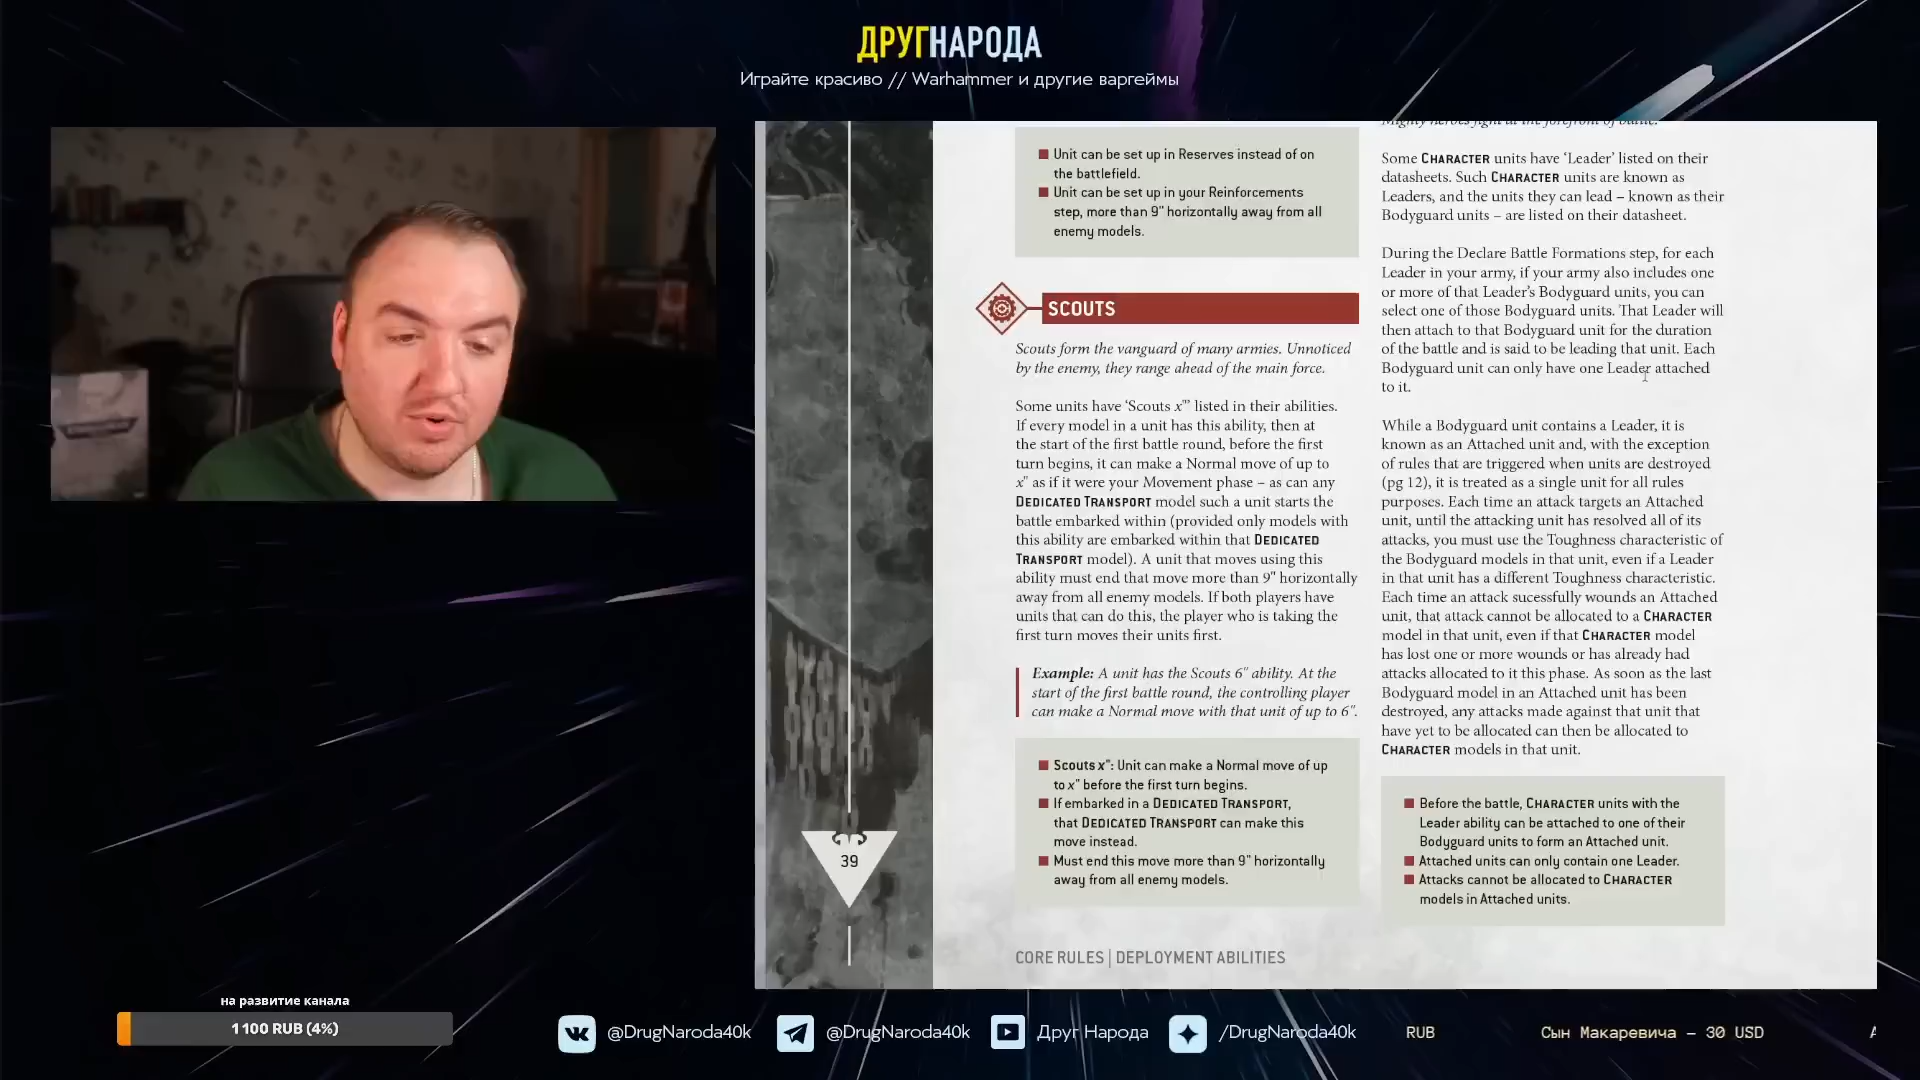 ДРУГНАРОДА
Играйте красиво // Warhammer и другие варгеймы
Unit can be set up in Reserves instead of on
the battlefield.
Unit can be set up in your Reinforcements
step, more than 9" horizontally away from all
enemy models.
SCOUTS
Scouts form the vanguard of many armies. Unnoticed
by the enemy, they range ahead of the main force.
Some units have ‘Scouts x"’ listed in their abilities.
If every model in a unit has this ability, then at
the start of the first battle round, before the first
turn begins, it can make a Normal move of up to
x" as if it were your Movement phase – as can any
DEDICATED TRANSPORT model such a unit starts the
battle embarked within (provided only models with
this ability are embarked within that DEDICATED
TRANSPORT model). A unit that moves using this
ability must end that move more than 9" horizontally
away from all enemy models. If both players have
units that can do this, the player who is taking the
first turn moves their units first.
Example: A unit has the Scouts 6" ability. At the
start of the first battle round, the controlling player
can make a Normal move with that unit of up to 6".
Scouts x": Unit can make a Normal move of up
to x" before the first turn begins.
If embarked in a DEDICATED TRANSPORT,
that DEDICATED TRANSPORT can make this
move instead.
Must end this move more than 9" horizontally
away from all enemy models.
39
CORE RULES | DEPLOYMENT ABILITIES
Mighty heroes fight at the forefront of battle.
Some CHARACTER units have ‘Leader’ listed on their
datasheets. Such CHARACTER units are known as
Leaders, and the units they can lead – known as their
Bodyguard units – are listed on their datasheet.
During the Declare Battle Formations step, for each
Leader in your army, if your army also includes one
or more of that Leader’s Bodyguard units, you can
select one of those Bodyguard units. That Leader will
then attach to that Bodyguard unit for the duration
of the battle and is said to be leading that unit. Each
Bodyguard unit can only have one Leader attached
to it.
While a Bodyguard unit contains a Leader, it is
known as an Attached unit and, with the exception
of rules that are triggered when units are destroyed
(pg 12), it is treated as a single unit for all rules
purposes. Each time an attack targets an Attached
unit, until the attacking unit has resolved all of its
attacks, you must use the Toughness characteristic of
the Bodyguard models in that unit, even if a Leader
in that unit has a different Toughness characteristic.
Each time an attack sucessfully wounds an Attached
unit, that attack cannot be allocated to a CHARACTER
model in that unit, even if that CHARACTER model
has lost one or more wounds or has already had
attacks allocated to it this phase. As soon as the last
Bodyguard model in an Attached unit has been
destroyed, any attacks made against that unit that
have yet to be allocated can then be allocated to
CHARACTER models in that unit.
Before the battle, CHARACTER units with the
Leader ability can be attached to one of their
Bodyguard units to form an Attached unit.
Attached units can only contain one Leader.
Attacks cannot be allocated to CHARACTER
models in Attached units.
на развитие канала
1 100 RUB (4%)
@DrugNaroda40k
@DrugNaroda40k
Друг Народа
/DrugNaroda40k
RUB
Сын Макаревича – 30 USD